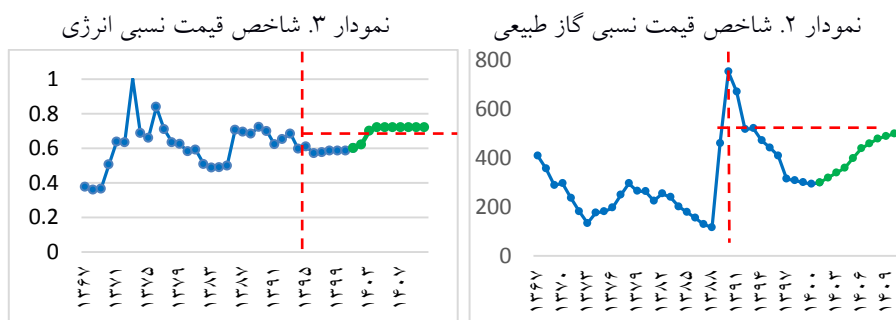 نمودار ۲. شاخص قیمت نسبی گاز طبیعی
800
600
400
200
0
۱۳۶۷ ۱۳۷۰ ۱۳۷۳ ۱۳۷۶ ۱۳۷۹ ۱۳۸۲ ۱۳۸۵ ۱۳۸۸ ۱۳۹۱ ۱۳۹۴ ۱۳۹۷ ۱۴۰۰ ۱۴۰۳ ۱۴۰۶ ۱۴۰۹
نمودار ۳. شاخص قیمت نسبی انرژی
1
0.8
0.6
0.4
0.2
0
۱۳۶۷ ۱۳۷۱ ۱۳۷۵ ۱۳۷۹ ۱۳۸۳ ۱۳۸۷ ۱۳۹۱ ۱۳۹۵ ۱۳۹۹ ۱۴۰۳ ۱۴۰۷